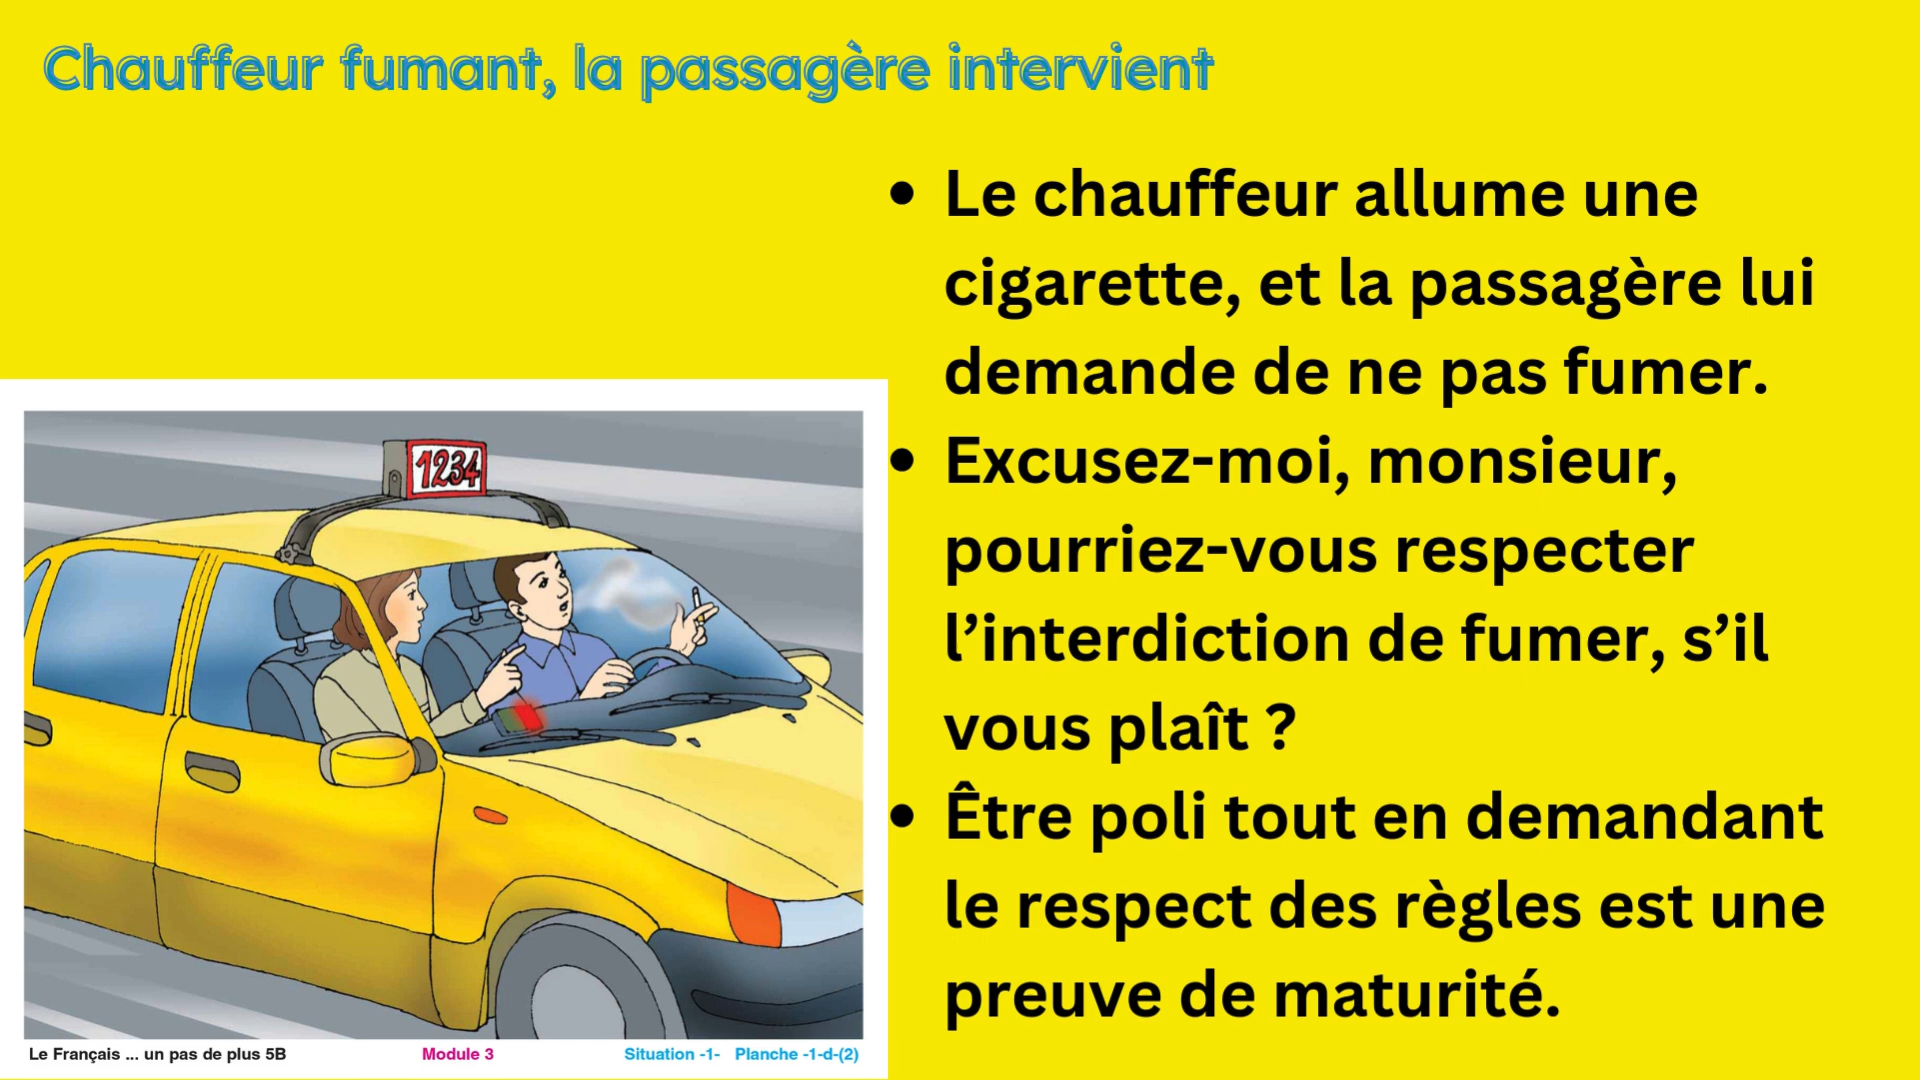 Chauffeur fumant, la passagère intervient
• Le chauffeur allume une
cigarette, et la passagère lui
demande de ne pas fumer.
• Excusez-moi, monsieur,
pourriez-vous respecter
l’interdiction de fumer, s’il
vous plaît ?
• Être poli tout en demandant
le respect des règles est une
preuve de maturité.
1234
Le Français ... un pas de plus 5B
Module 3
Situation -1- Planche -1-d-(2)